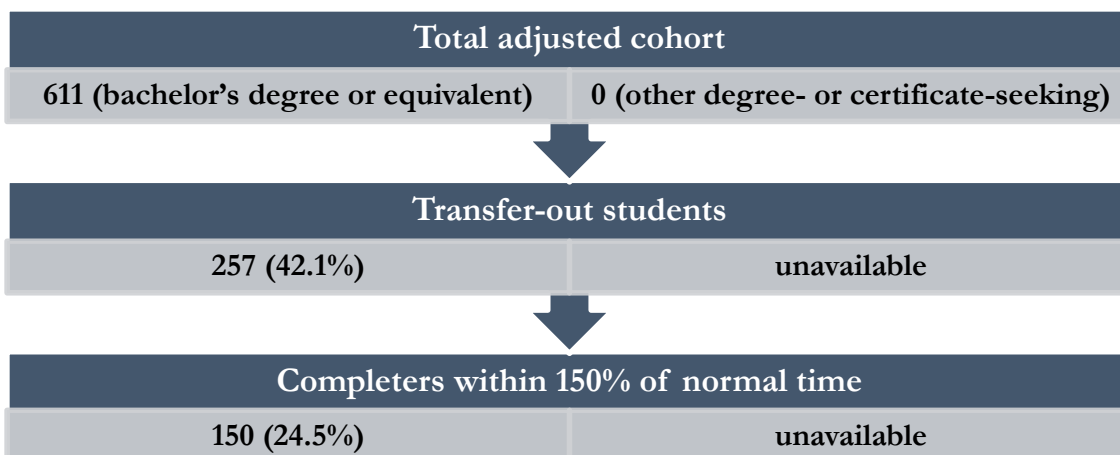 Total adjusted cohort
611 (bachelor’s degree or equivalent)
0 (other degree- or certificate-seeking)
Transfer-out students
257 (42.1%)
unavailable
Completers within 150% of normal time
150 (24.5%)
unavailable